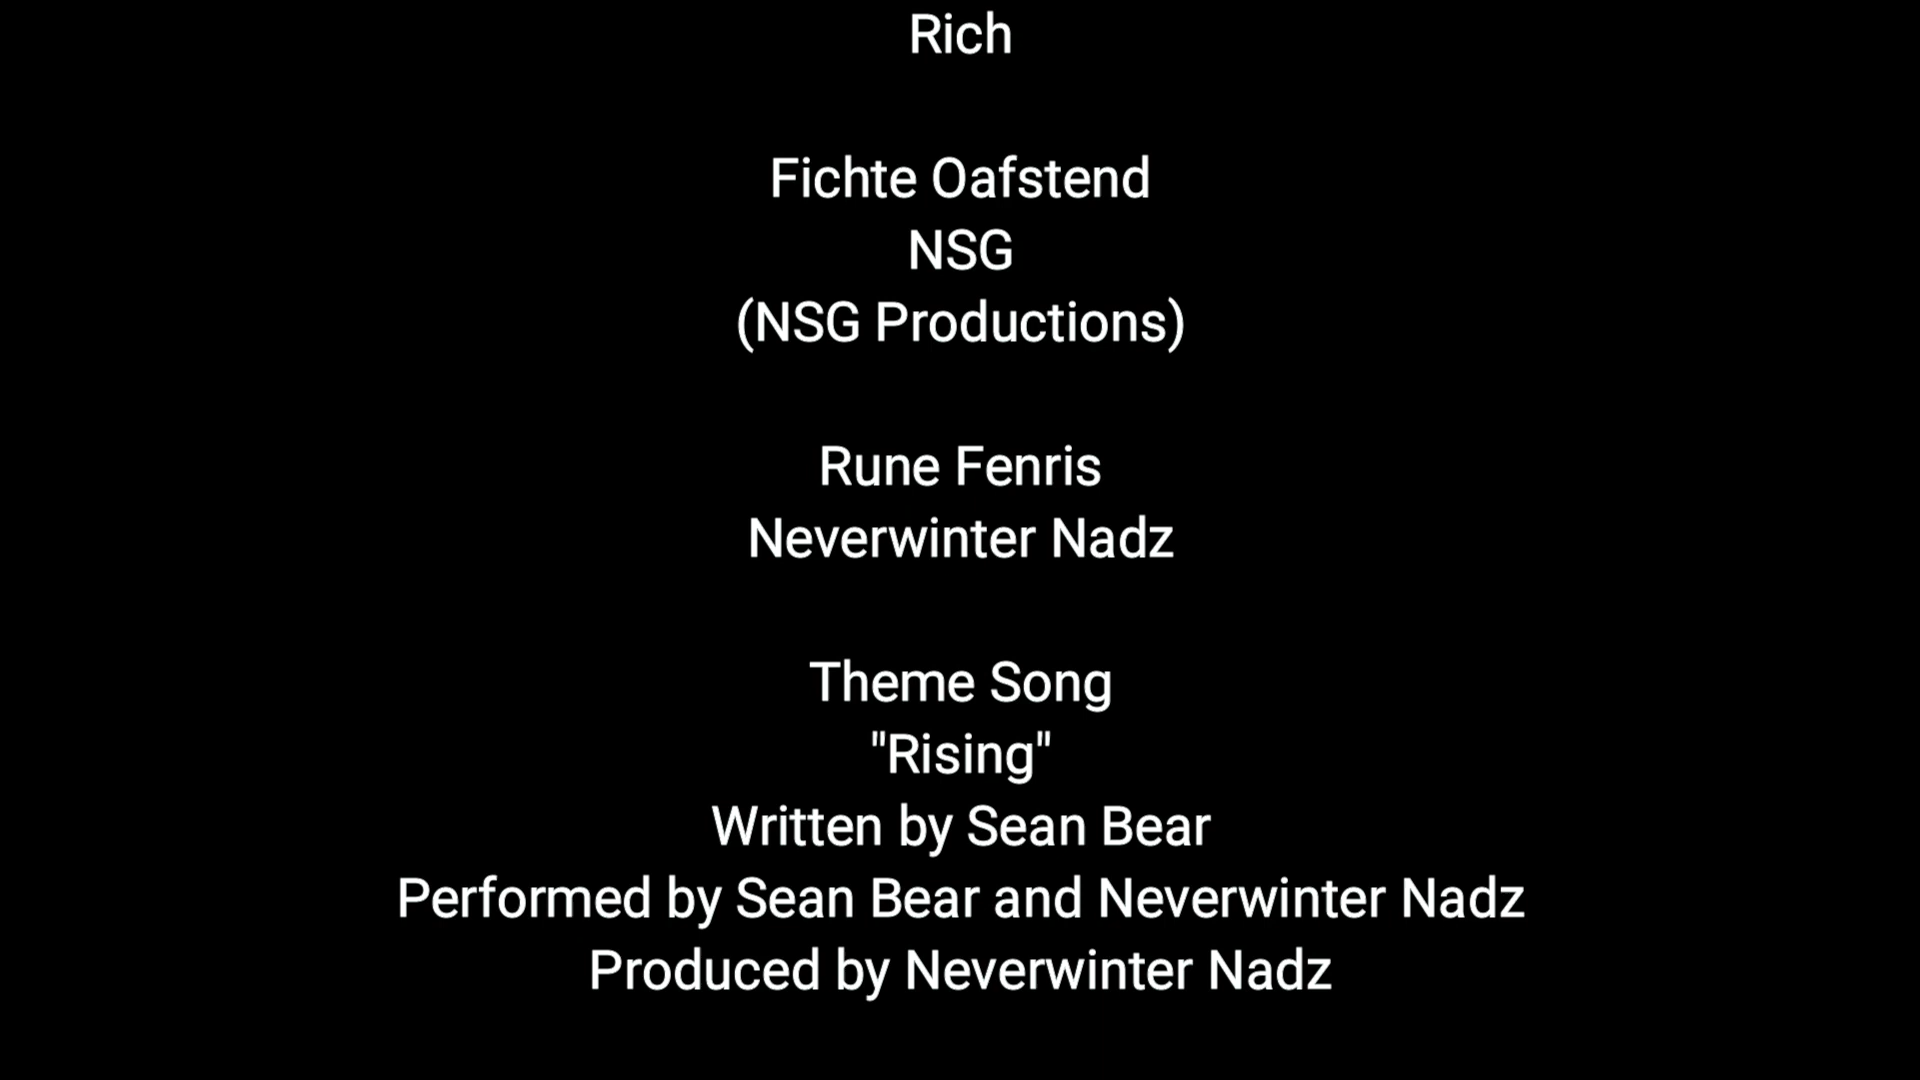 Rich
Fichte Oafstend
NSG
(NSG Productions)
Rune Fenris
Neverwinter Nadz
Theme Song
"Rising"
Written by Sean Bear
Performed by Sean Bear and Neverwinter Nadz
Produced by Neverwinter Nadz